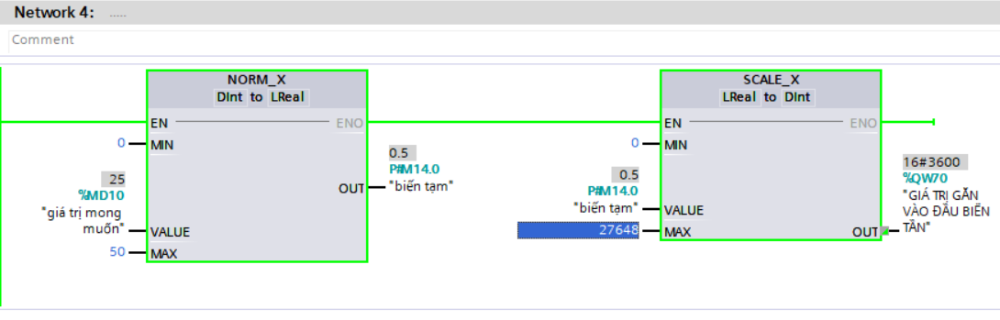 Network 4: .....
Comment
NORM_X
DInt to LReal
EN
ENO
0
MIN
25
%MD10
"giá trị mong
muốn"
VALUE
50
MAX
0.5
P#M14.0
OUT
"biến tạm"
SCALE_X
LReal to DInt
EN
ENO
0
MIN
0.5
P#M14.0
"biến tạm"
VALUE
27648
MAX
16#3600
%QW70
"GIÁ TRỊ GẮN
VÀO ĐẦU BIẾN
TẦN"
OUT